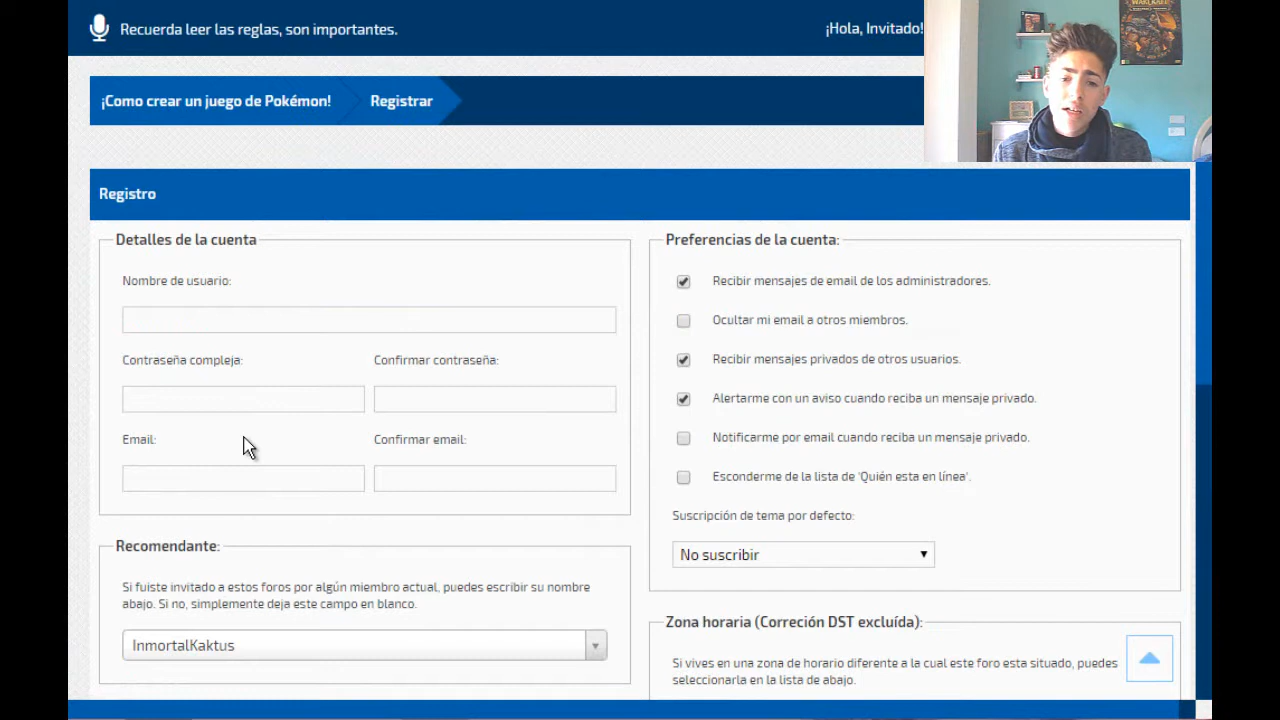 Recuerda leer las reglas, son importantes.
¡Hola, Invitado!
WARCRAFT
¡Como crear un juego de Pokémon!
Registrar
Registro
Detalles de la cuenta
Nombre de usuario:
Contraseña compleja:
Confirmar contraseña:
Email:
Confirmar email:
Recomendante:
Si fuiste invitado a estos foros por algún miembro actual, puedes escribir su nombre
abajo. Si no, simplemente deja este campo en blanco.
InmortalKaktus
Preferencias de la cuenta:
Recibir mensajes de email de los administradores.
Ocultar mi email a otros miembros.
Recibir mensajes privados de otros usuarios.
Alertarme con un aviso cuando reciba un mensaje privado.
Notificarme por email cuando reciba un mensaje privado.
Esconderme de la lista de 'Quién esta en línea'.
Suscripción de tema por defecto:
No suscribir
Zona horaria (Correción DST excluída):
Si vives en una zona de horario diferente a la cual este foro esta situado, puedes
seleccionarla en la lista de abajo.